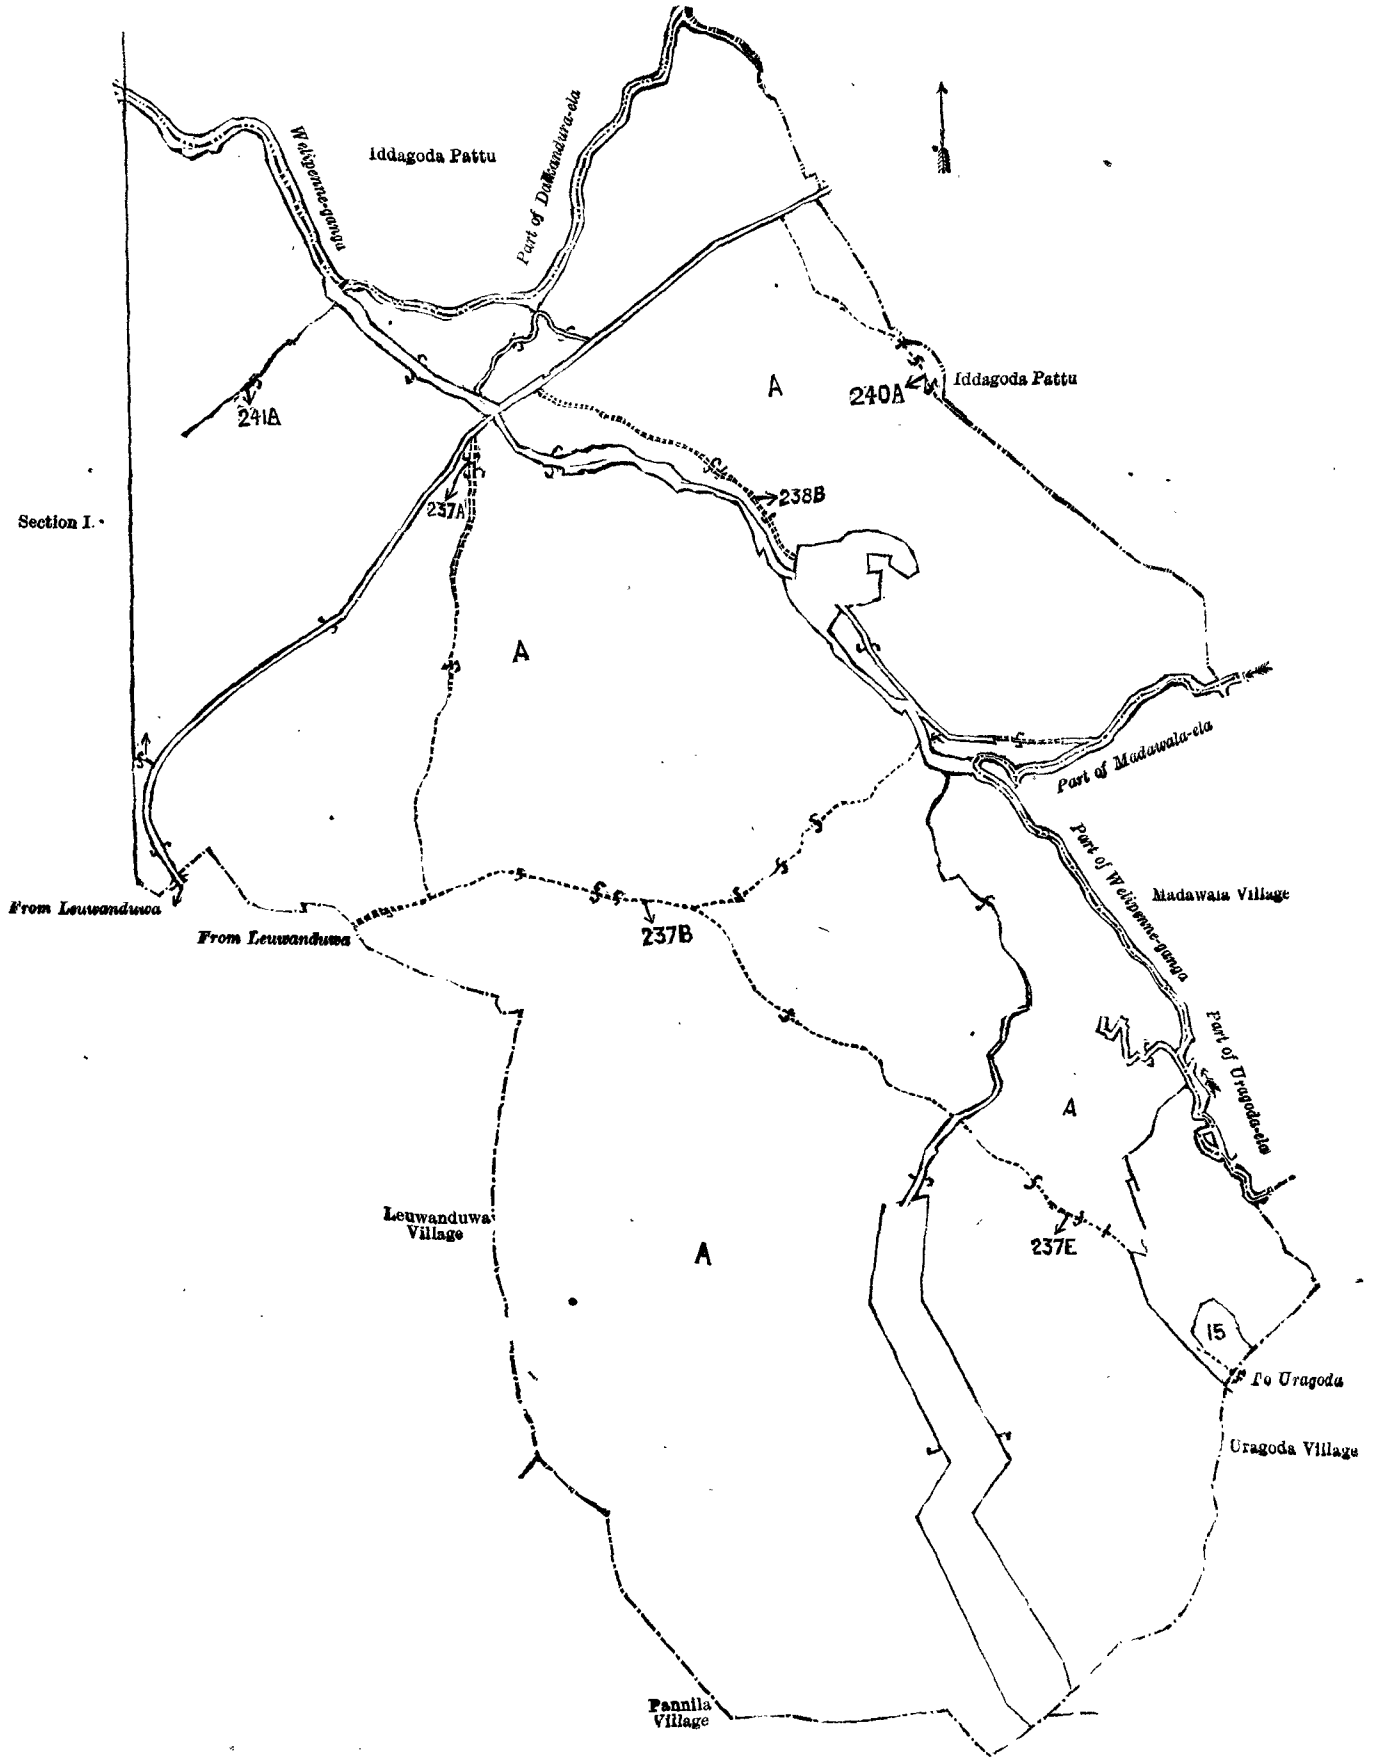 Welipenne-ganga
Iddagoda Pattu
Part of Dalkandura-ela
A
240A
Iddagoda Pattu
241A
238B
237A
Section I.
A
Part of Madawala-ela
Part of Welipenne-ganga
Madawala Village
From Leuwanduwa
From Leuwanduwa
237B
Part of Uragoda-ela
A
Leuwanduwa
Village
A
237E
15
To Uragoda
Uragoda Village
Pannila
Village